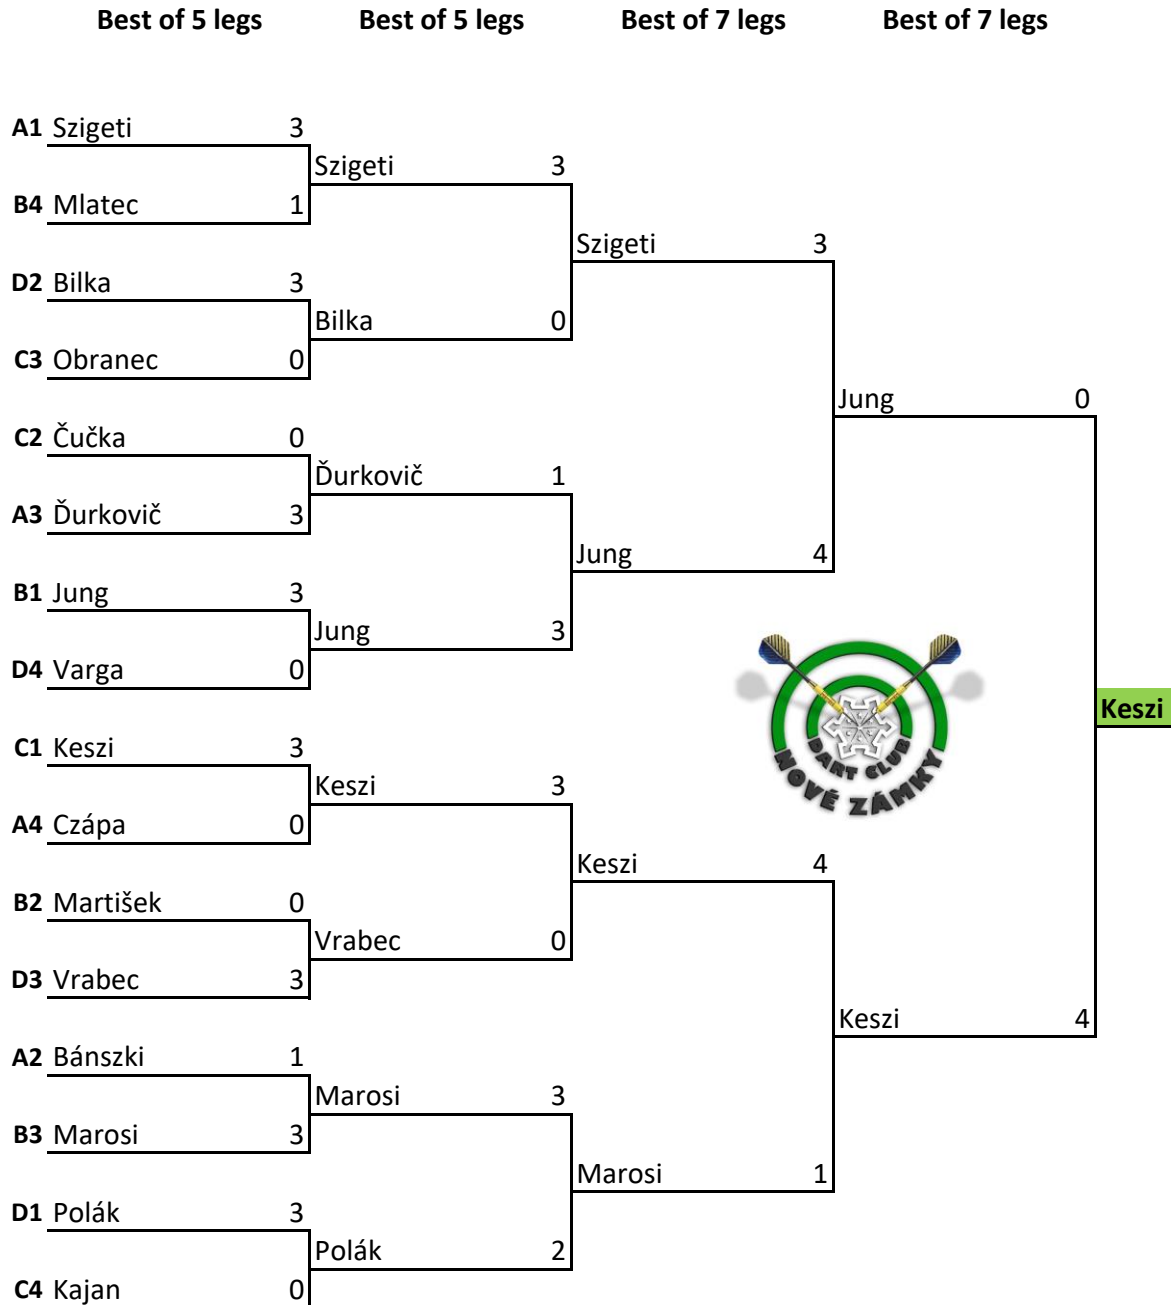 Best of 5 legs Best of 5 legs Best of 7 legs Best of 7 legs
A1 Szigeti 3
Szigeti 3
B4 Mlatec 1
Szigeti 3
D2 Bilka 3
Bilka 0
C3 Obranec 0
Jung 0
C2 Čučka 0
Ďurkovič 1
A3 Ďurkovič 3
Jung 4
B1 Jung 3
Jung 3
D4 Varga 0
Keszi
C1 Keszi 3
DART CLUB
NOVÉ ZÁMKY
Keszi 3
A4 Czápa 0
Keszi 4
B2 Martišek 0
Vrabec 0
D3 Vrabec 3
Keszi 4
A2 Bánszki 1
Marosi 3
B3 Marosi 3
Marosi 1
D1 Polák 3
Polák 2
C4 Kajan 0